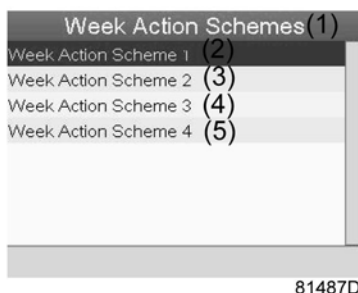 Week Action Schemes(1)
Week Action Scheme 1 (2)
Week Action Scheme 2 (3)
Week Action Scheme 3 (4)
Week Action Scheme 4 (5)
81487D